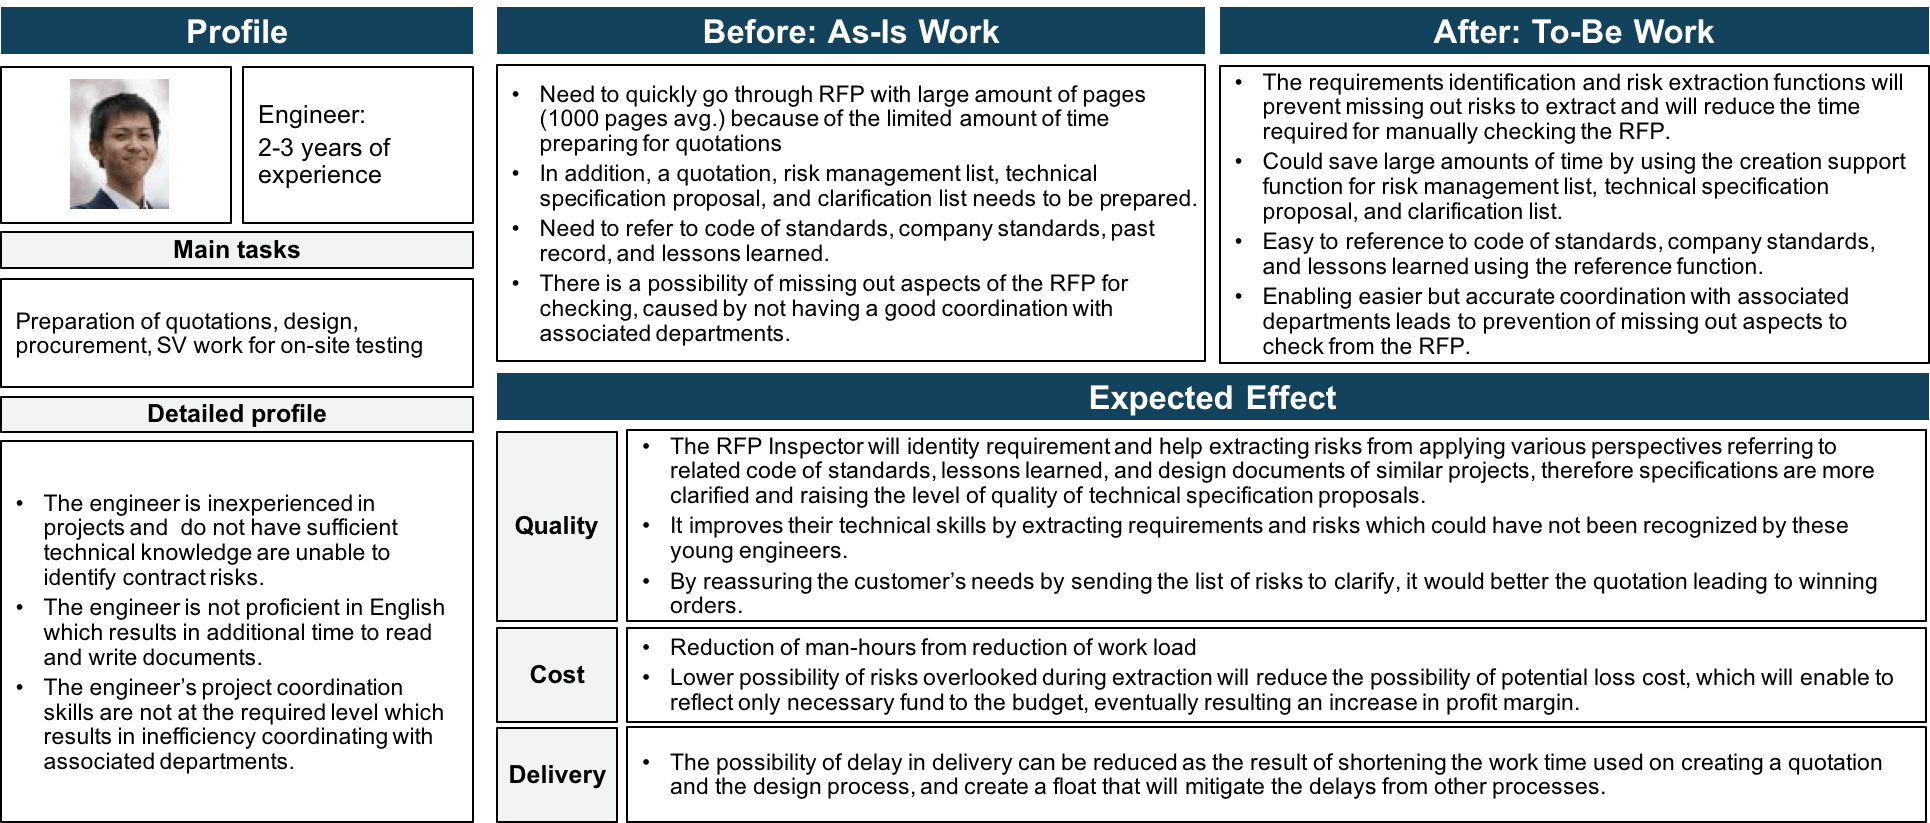 Profile
Engineer:
2-3 years of
experience
Main tasks
Preparation of quotations, design,
procurement, SV work for on-site testing
Detailed profile
• The engineer is inexperienced in
projects and do not have sufficient
technical knowledge are unable to
identify contract risks.
• The engineer is not proficient in English
which results in additional time to read
and write documents.
• The engineer's project coordination
skills are not at the required level which
results in inefficiency coordinating with
associated departments.
Before: As-Is Work
• Need to quickly go through RFP with large amount of pages
(1000 pages avg.) because of the limited amount of time
preparing for quotations
• In addition, a quotation, risk management list, technical
specification proposal, and clarification list needs to be prepared.
• Need to refer to code of standards, company standards, past
record, and lessons learned.
• There is a possibility of missing out aspects of the RFP for
checking, caused by not having a good coordination with
associated departments.
After: To-Be Work
• The requirements identification and risk extraction functions will
prevent missing out risks to extract and will reduce the time
required for manually checking the RFP.
• Could save large amounts of time by using the creation support
function for risk management list, technical specification
proposal, and clarification list.
• Easy to reference to code of standards, company standards,
and lessons learned using the reference function.
• Enabling easier but accurate coordination with associated
departments leads to prevention of missing out aspects to
check from the RFP.
Expected Effect
Quality
• The RFP Inspector will identity requirement and help extracting risks from applying various perspectives referring to
related code of standards, lessons learned, and design documents of similar projects, therefore specifications are more
clarified and raising the level of quality of technical specification proposals.
• It improves their technical skills by extracting requirements and risks which could have not been recognized by these
young engineers.
• By reassuring the customer's needs by sending the list of risks to clarify, it would better the quotation leading to winning
orders.
Cost
• Reduction of man-hours from reduction of work load
• Lower possibility of risks overlooked during extraction will reduce the possibility of potential loss cost, which will enable to
reflect only necessary fund to the budget, eventually resulting an increase in profit margin.
Delivery
• The possibility of delay in delivery can be reduced as the result of shortening the work time used on creating a quotation
and the design process, and create a float that will mitigate the delays from other processes.